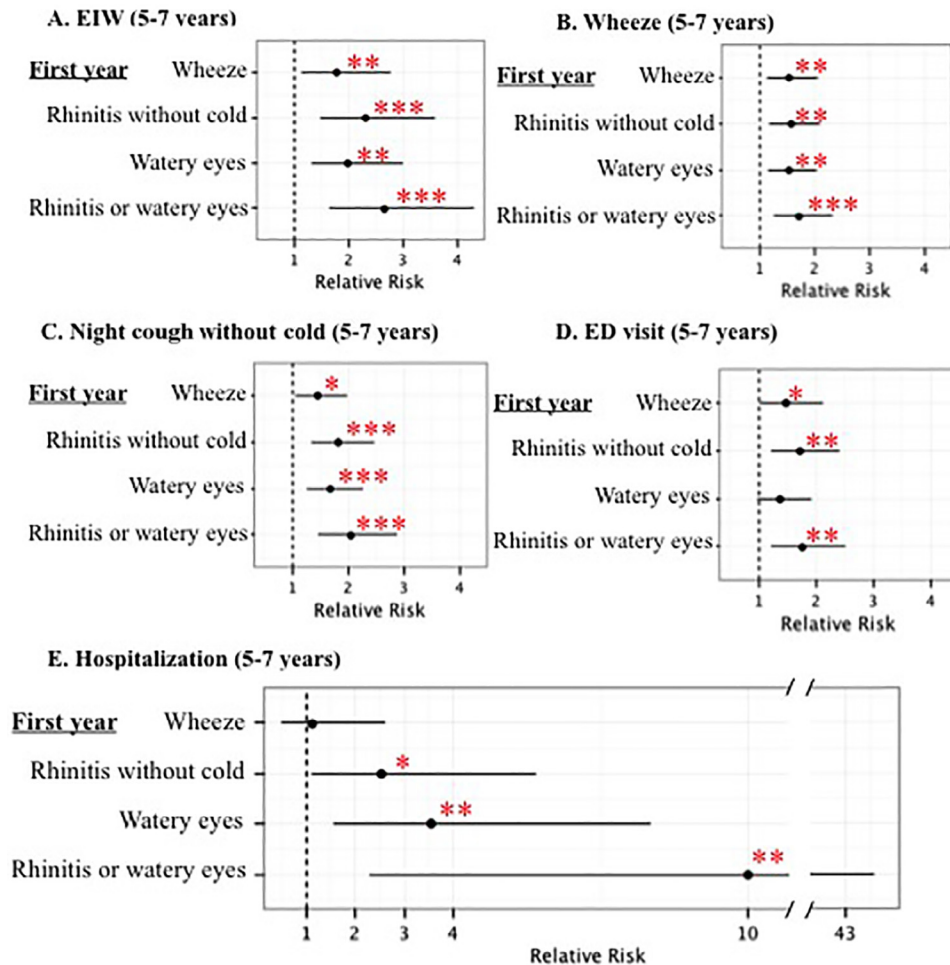 A. EIW (5-7 years)
First year Wheeze **
Rhinitis without cold ***
Watery eyes **
Rhinitis or watery eyes ***
1 2 3 4
Relative Risk
B. Wheeze (5-7 years)
First year Wheeze **
Rhinitis without cold **
Watery eyes **
Rhinitis or watery eyes ***
1 2 3 4
Relative Risk
C. Night cough without cold (5-7 years)
First year Wheeze *
Rhinitis without cold ***
Watery eyes ***
Rhinitis or watery eyes ***
1 2 3 4
Relative Risk
D. ED visit (5-7 years)
First year Wheeze *
Rhinitis without cold **
Watery eyes
Rhinitis or watery eyes **
1 2 3 4
Relative Risk
E. Hospitalization (5-7 years)
First year Wheeze
Rhinitis without cold *
Watery eyes **
Rhinitis or watery eyes **
1 2 3 4 10 43
Relative Risk